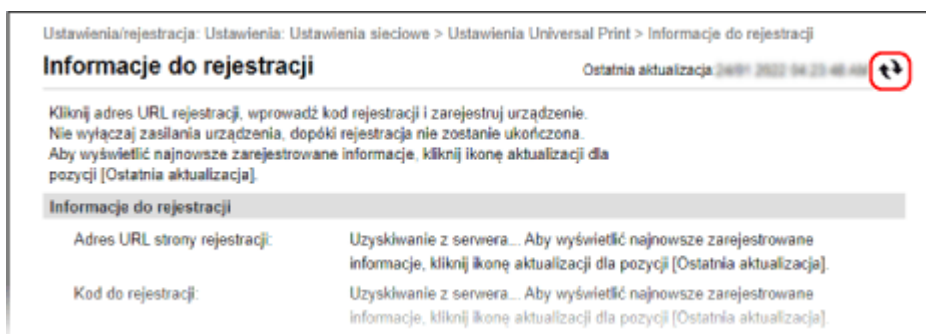 Ustawienia/rejestracja: Ustawienia: Ustawienia sieciowe > Ustawienia Universal Print > Informacje do rejestracji
Informacje do rejestracji
Ostatnia aktualizacja:
Kliknij adres URL rejestracji, wprowadź kod rejestracji i zarejestruj urządzenie.
Nie wyłączaj zasilania urządzenia, dopóki rejestracja nie zostanie ukończona.
Aby wyświetlić najnowsze zarejestrowane informacje, kliknij ikonę aktualizacji dla
pozycji [Ostatnia aktualizacja].
Informacje do rejestracji
Adres URL strony rejestracji:
Uzyskiwanie z serwera... Aby wyświetlić najnowsze zarejestrowane
informacje, kliknij ikonę aktualizacji dla pozycji [Ostatnia aktualizacja].
Kod do rejestracji:
Uzyskiwanie z serwera... Aby wyświetlić najnowsze zarejestrowane
informacje, kliknij ikonę aktualizacji dla pozycji [Ostatnia aktualizacja].